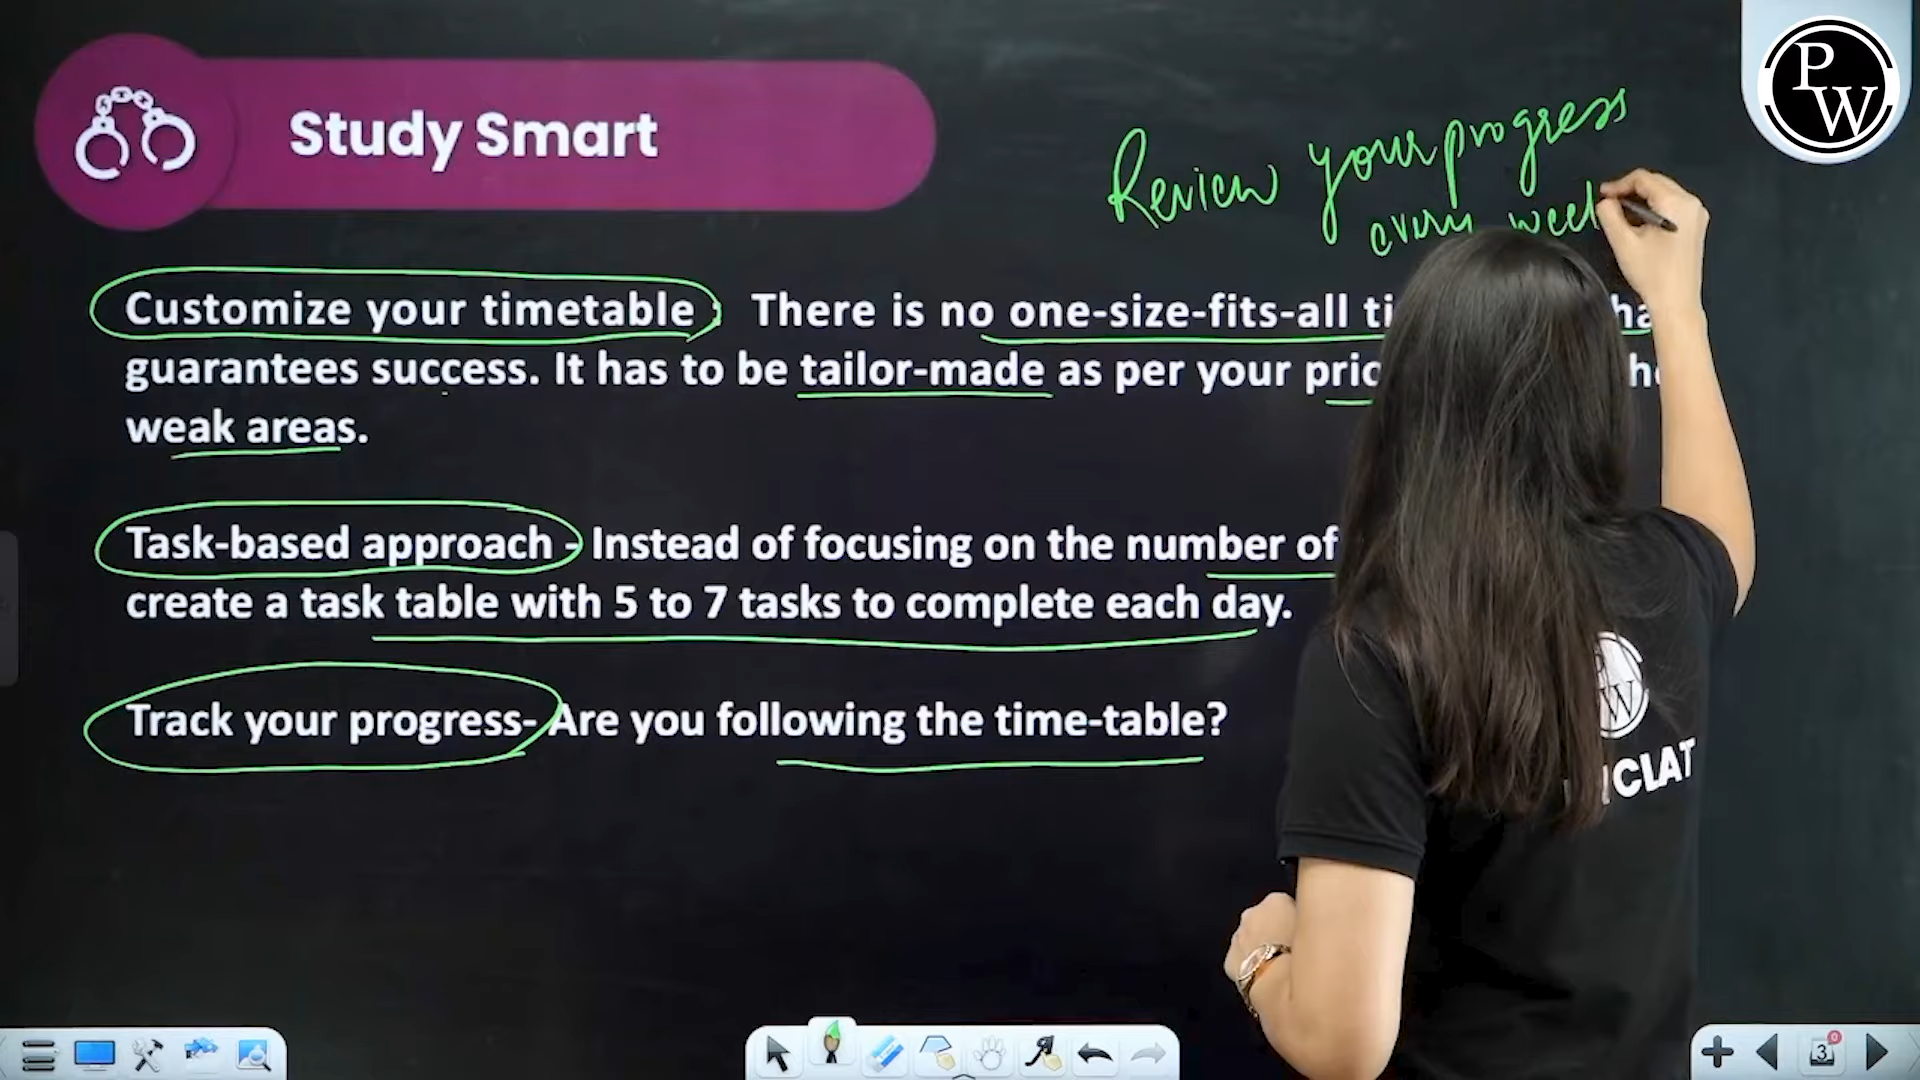 P
W
Study Smart
Review your progress
every week
Customize your timetable : There is no one-size-fits-all
guarantees success. It has to be tailor-made as per your
weak areas.
Task-based approach - Instead of focusing on the number of
create a task table with 5 to 7 tasks to complete each day.
Track your progress- Are you following the time-table?
W
CLAT
3
0